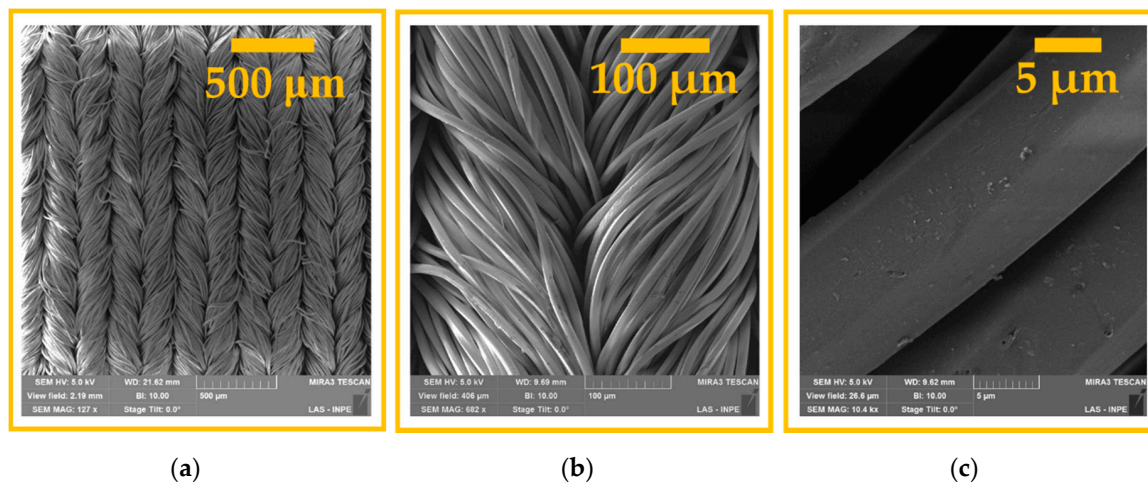 500 μm
SEM HV: 5.0 kV WD: 21.62 mm MIRA3 TESCAN
View field: 2.19 mm BI: 10.00 500 μm
SEM MAG: 127 x Stage Tilt: 0.0° LAS - INPE
(a)
100 μm
SEM HV: 5.0 kV WD: 9.69 mm MIRA3 TESCAN
View field: 406 μm BI: 10.00 100 μm
SEM MAG: 682 x Stage Tilt: 0.0° LAS - INPE
(b)
5 μm
SEM HV: 5.0 kV WD: 9.62 mm MIRA3 TESCAN
View field: 26.6 μm BI: 10.00 5 μm
SEM MAG: 10.4 kx Stage Tilt: 0.0° LAS - INPE
(c)